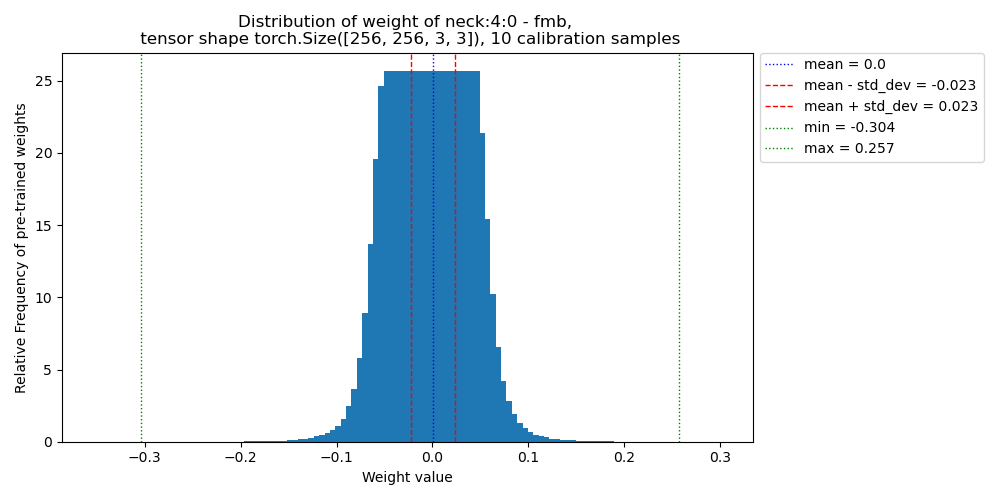 Distribution of weight of neck:4:0 - fmb,
tensor shape torch.Size([256, 256, 3, 3]), 10 calibration samples
mean = 0.0
mean - std_dev = -0.023
mean + std_dev = 0.023
min = -0.304
max = 0.257
Relative Frequency of pre-trained weights
25
20
15
10
5
0
−0.3 −0.2 −0.1 0.0 0.1 0.2 0.3
Weight value